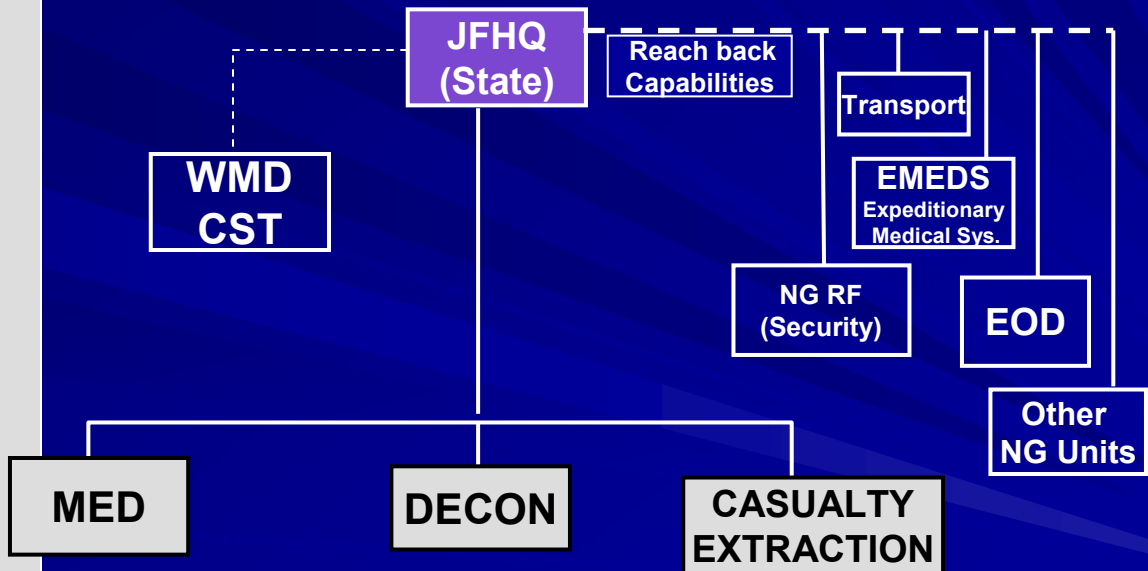 JFHQ
(State)
Reach back
Capabilities
Transport
WMD
CST
EMEDS
Expeditionary
Medical Sys.
NG RF
(Security)
EOD
Other
NG Units
MED
DECON
CASUALTY
EXTRACTION